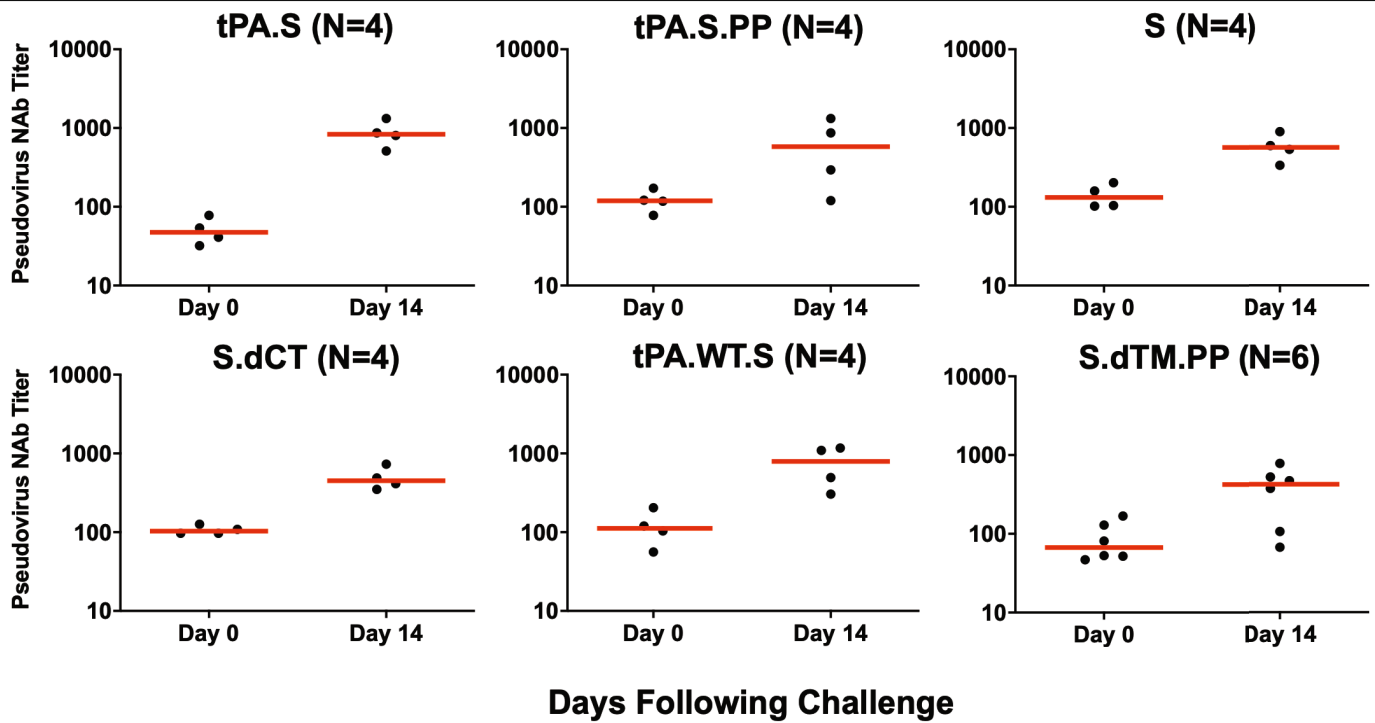 tPA.S (N=4)
tPA.S.PP (N=4)
S (N=4)
Pseudovirus NAb Titer
10000
1000
100
10
Day 0
Day 14
10000
1000
100
10
Day 0
Day 14
10000
1000
100
10
Day 0
Day 14
S.dCT (N=4)
tPA.WT.S (N=4)
S.dTM.PP (N=6)
Pseudovirus NAb Titer
10000
1000
100
10
Day 0
Day 14
10000
1000
100
10
Day 0
Day 14
10000
1000
100
10
Day 0
Day 14
Days Following Challenge